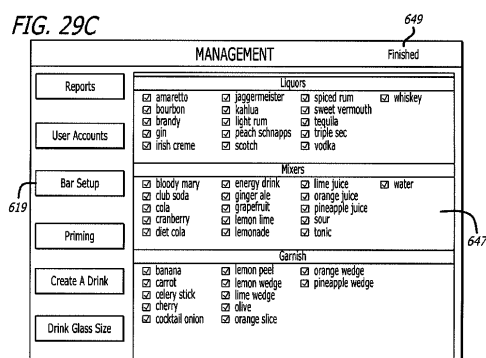 FIG. 29C
649
MANAGEMENT Finished
Reports
User Accounts
Bar Setup
619
Priming
Create A Drink
Drink Glass Size
Liquors
amaretto jaggermeister spiced rum whiskey
bourbon kahlua sweet vermouth
brandy light rum tequila
gin peach schnapps triple sec
irish creme scotch vodka
Mixers
bloody mary energy drink lime juice water
club soda ginger ale orange juice
cola grapefruit pineapple juice
cranberry lemon lime sour
diet cola lemonade tonic
647
Garnish
banana lemon peel orange wedge
carrot lemon wedge pineapple wedge
celery stick lime wedge
cherry olive
cocktail onion orange slice